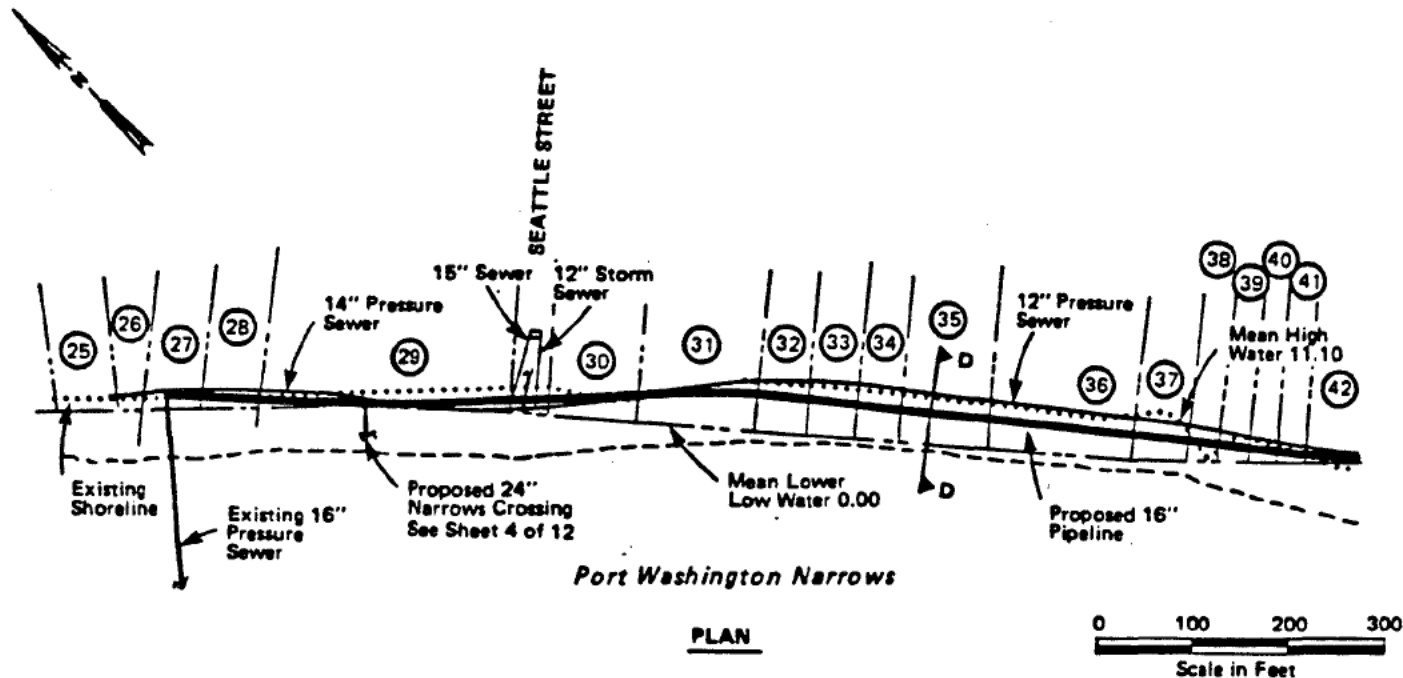 N
SEATTLE STREET
15" Sewer
12" Storm
Sewer
14" Pressure
Sewer
12" Pressure
Sewer
Mean High
Water 11.10
25
26
27
28
29
30
31
32
33
34
35
36
37
38
39
40
41
42
D
D
Existing
Shoreline
Existing 16"
Pressure
Sewer
Proposed 24"
Narrows Crossing
See Sheet 4 of 12
Mean Lower
Low Water 0.00
Proposed 16"
Pipeline
Port Washington Narrows
PLAN
0 100 200 300
Scale in Feet